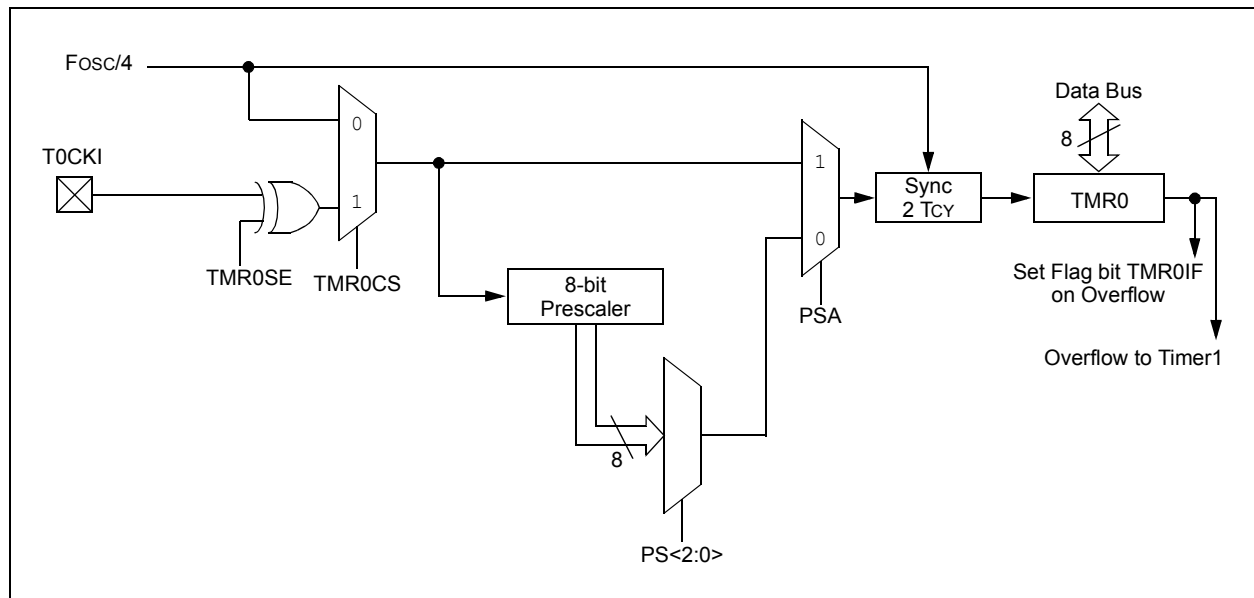 Fosc/4
Data Bus
8
T0CKI
0
1
1
0
Sync
2 Tcy
TMR0
TMR0SE
TMR0CS
8-bit
Prescaler
PSA
Set Flag bit TMR0IF
on Overflow
Overflow to Timer1
8
PS<2:0>